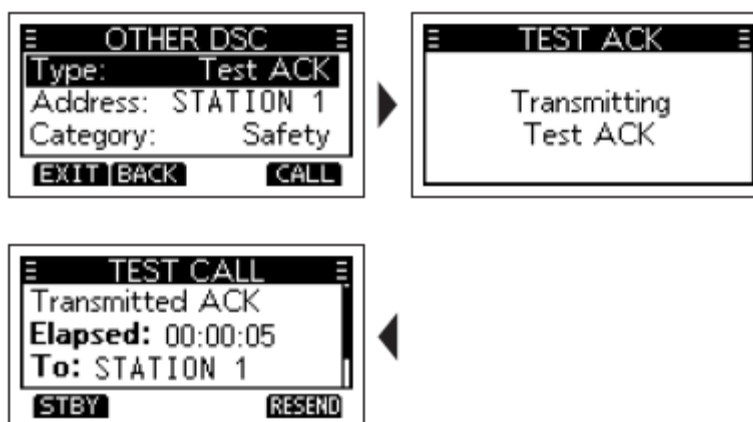 OTHER DSC
Type: Test ACK
Address: STATION 1
Category: Safety
EXIT BACK CALL
TEST ACK
Transmitting
Test ACK
TEST CALL
Transmitted ACK
Elapsed: 00:00:05
To: STATION 1
STBY RESEND